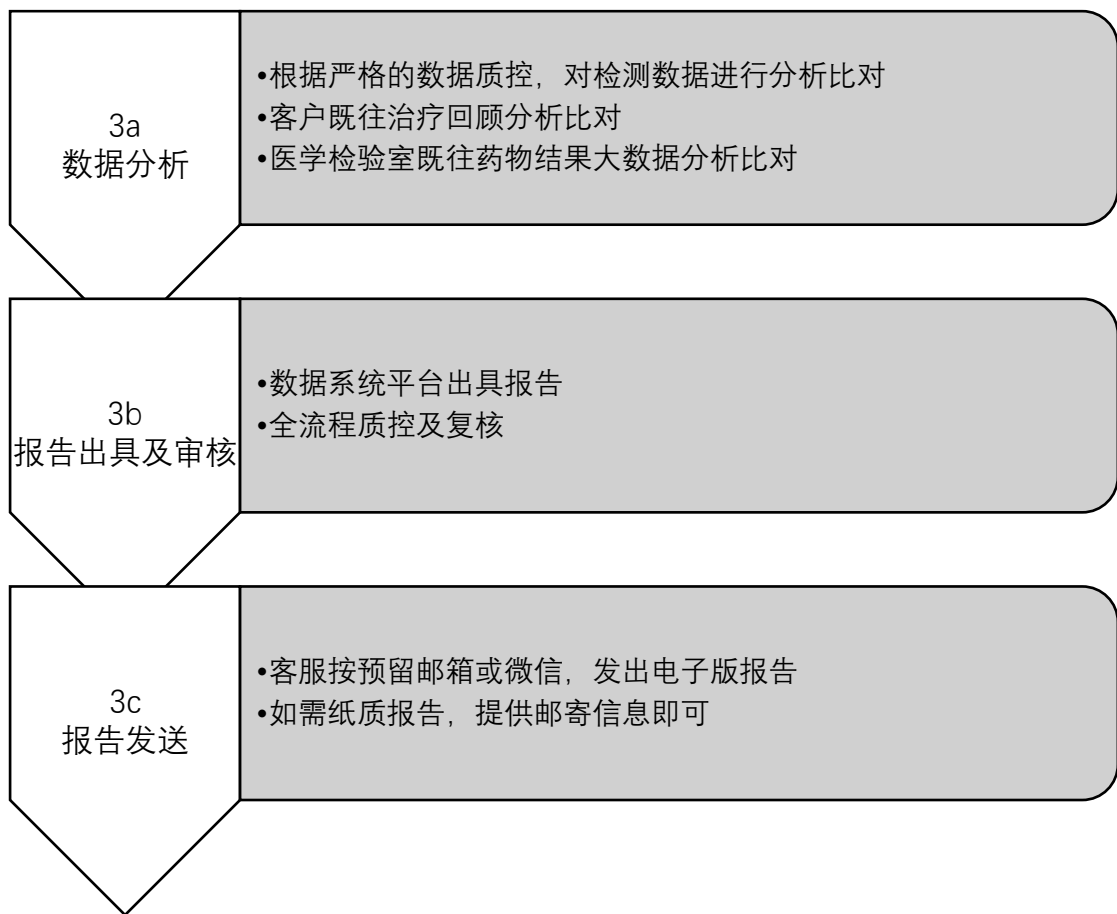 3a
数据分析
•根据严格的数据质控，对检测数据进行分析比对
•客户既往治疗回顾分析比对
•医学检验室既往药物结果大数据分析比对
3b
报告出具及审核
•数据系统平台出具报告
•全流程质控及复核
3c
报告发送
•客服按预留邮箱或微信，发出电子版报告
•如需纸质报告，提供邮寄信息即可